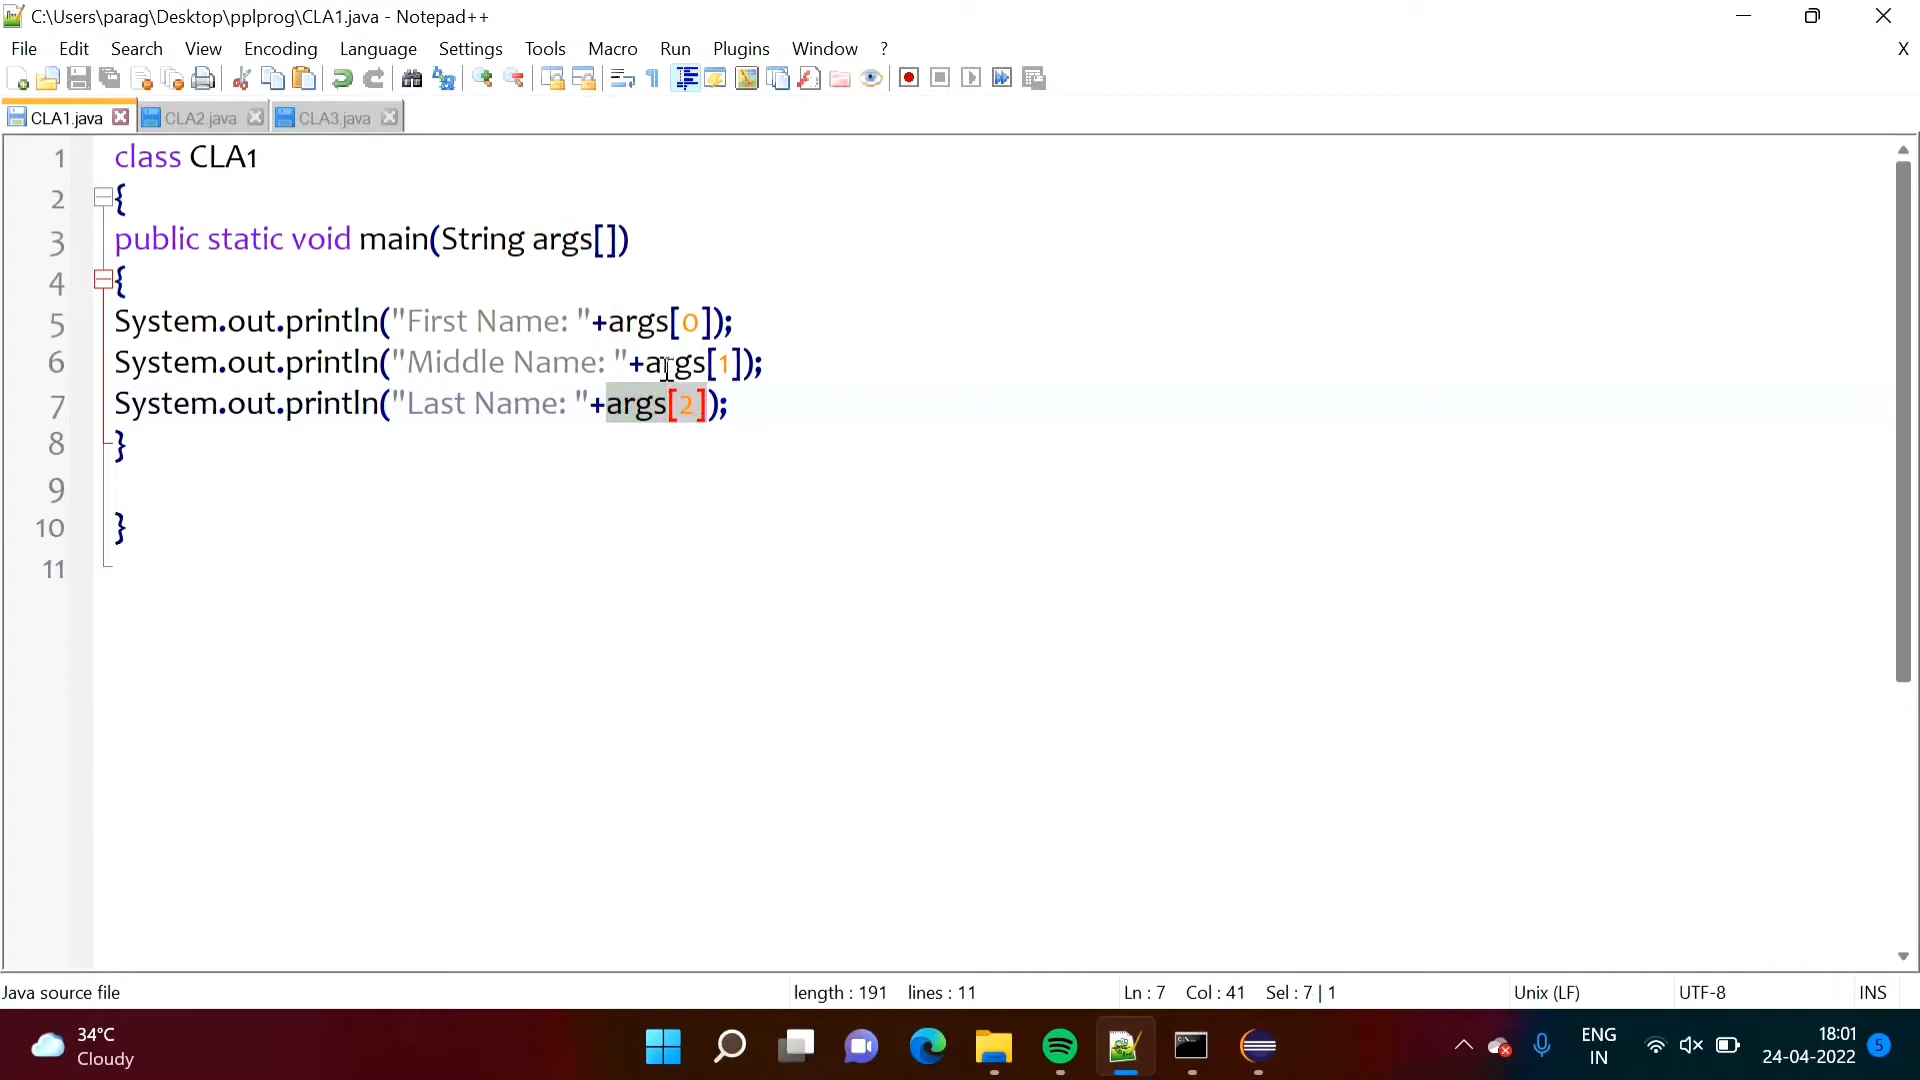 C:\Users\parag\Desktop\pplprog\CLA1.java - Notepad++
File Edit Search View Encoding Language Settings Tools Macro Run Plugins Window ? X
CLA1.java CLA2.java CLA3.java
1 class CLA1
2 {
3 public static void main(String args[])
4 {
5 System.out.println("First Name: "+args[0]);
6 System.out.println("Middle Name: "+args[1]);
7 System.out.println("Last Name: "+args[2]);
8 }
9
10 }
11
Java source file length : 191 lines : 11 Ln : 7 Col : 41 Sel : 7 | 1 Unix (LF) UTF-8 INS
34°C
Cloudy
ENG
IN
18:01
24-04-2022
5